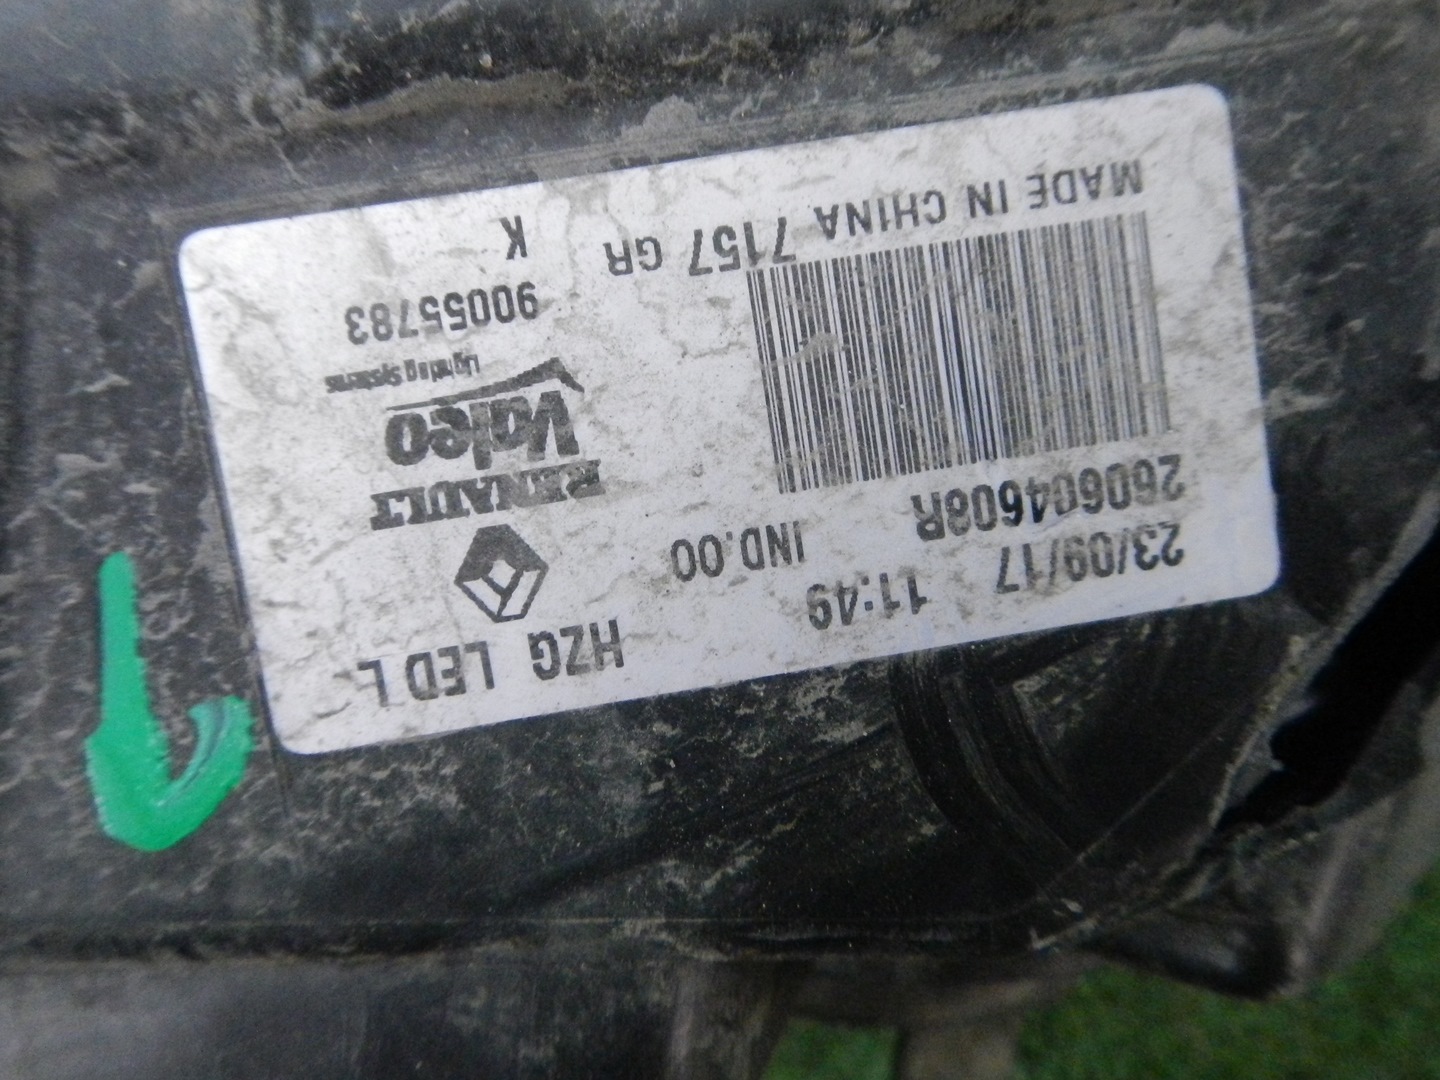 HZG LED L
23/09/17 11:49
260604608R IND.00
RENAULT
Valeo
Lighting Systems
90055783
MADE IN CHINA 7157 GR K